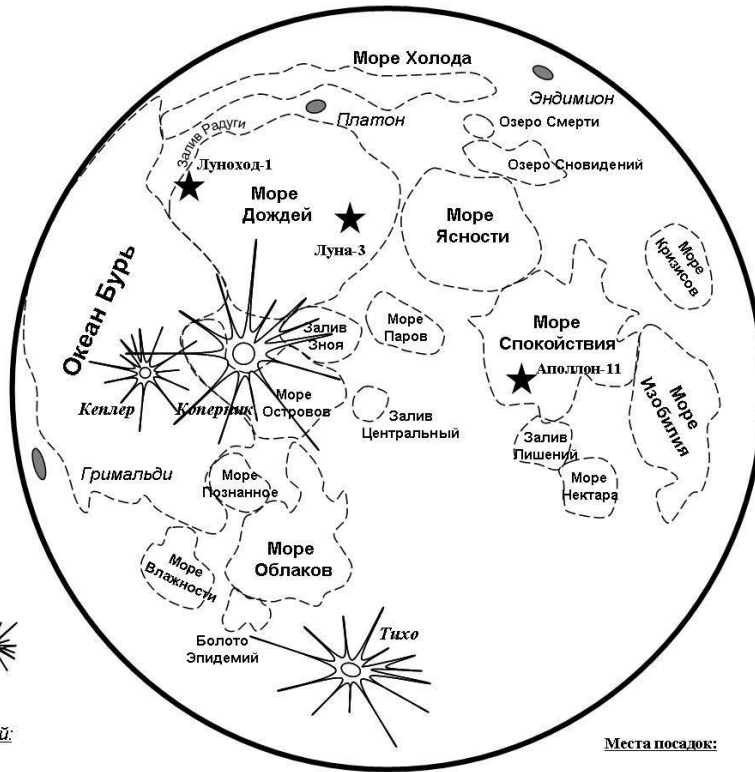 Море Холода
Эндимион
Платон
Озеро Смерти
Залив Радуги
Озеро Сновидений
Луноход-1
Море
Дождей
Море
Ясности
Луна-3
Море
Кризисов
Океан Бурь
Залив
Зноя
Море
Паров
Море
Спокойствия
Аполлон-11
Море
Изобилия
Кеплер
Коперник
Море
Островов
Залив
Центральный
Залив
Лишений
Гримальди
Море
Познанное
Море
Нектара
Море
Влажности
Море
Облаков
Болото
Эпидемий
Тихо
й:
Места посадок: